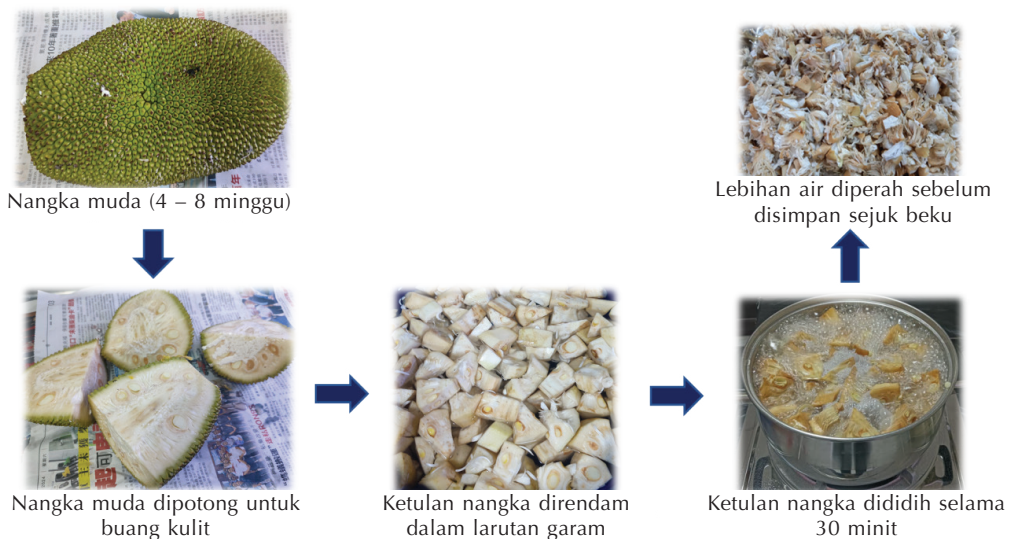 Nangka muda (4 – 8 minggu)
Nangka muda dipotong untuk
buang kulit
Ketulan nangka direndam
dalam larutan garam
Ketulan nangka dididih selama
30 minit
Lebihan air diperah sebelum
disimpan sejuk beku